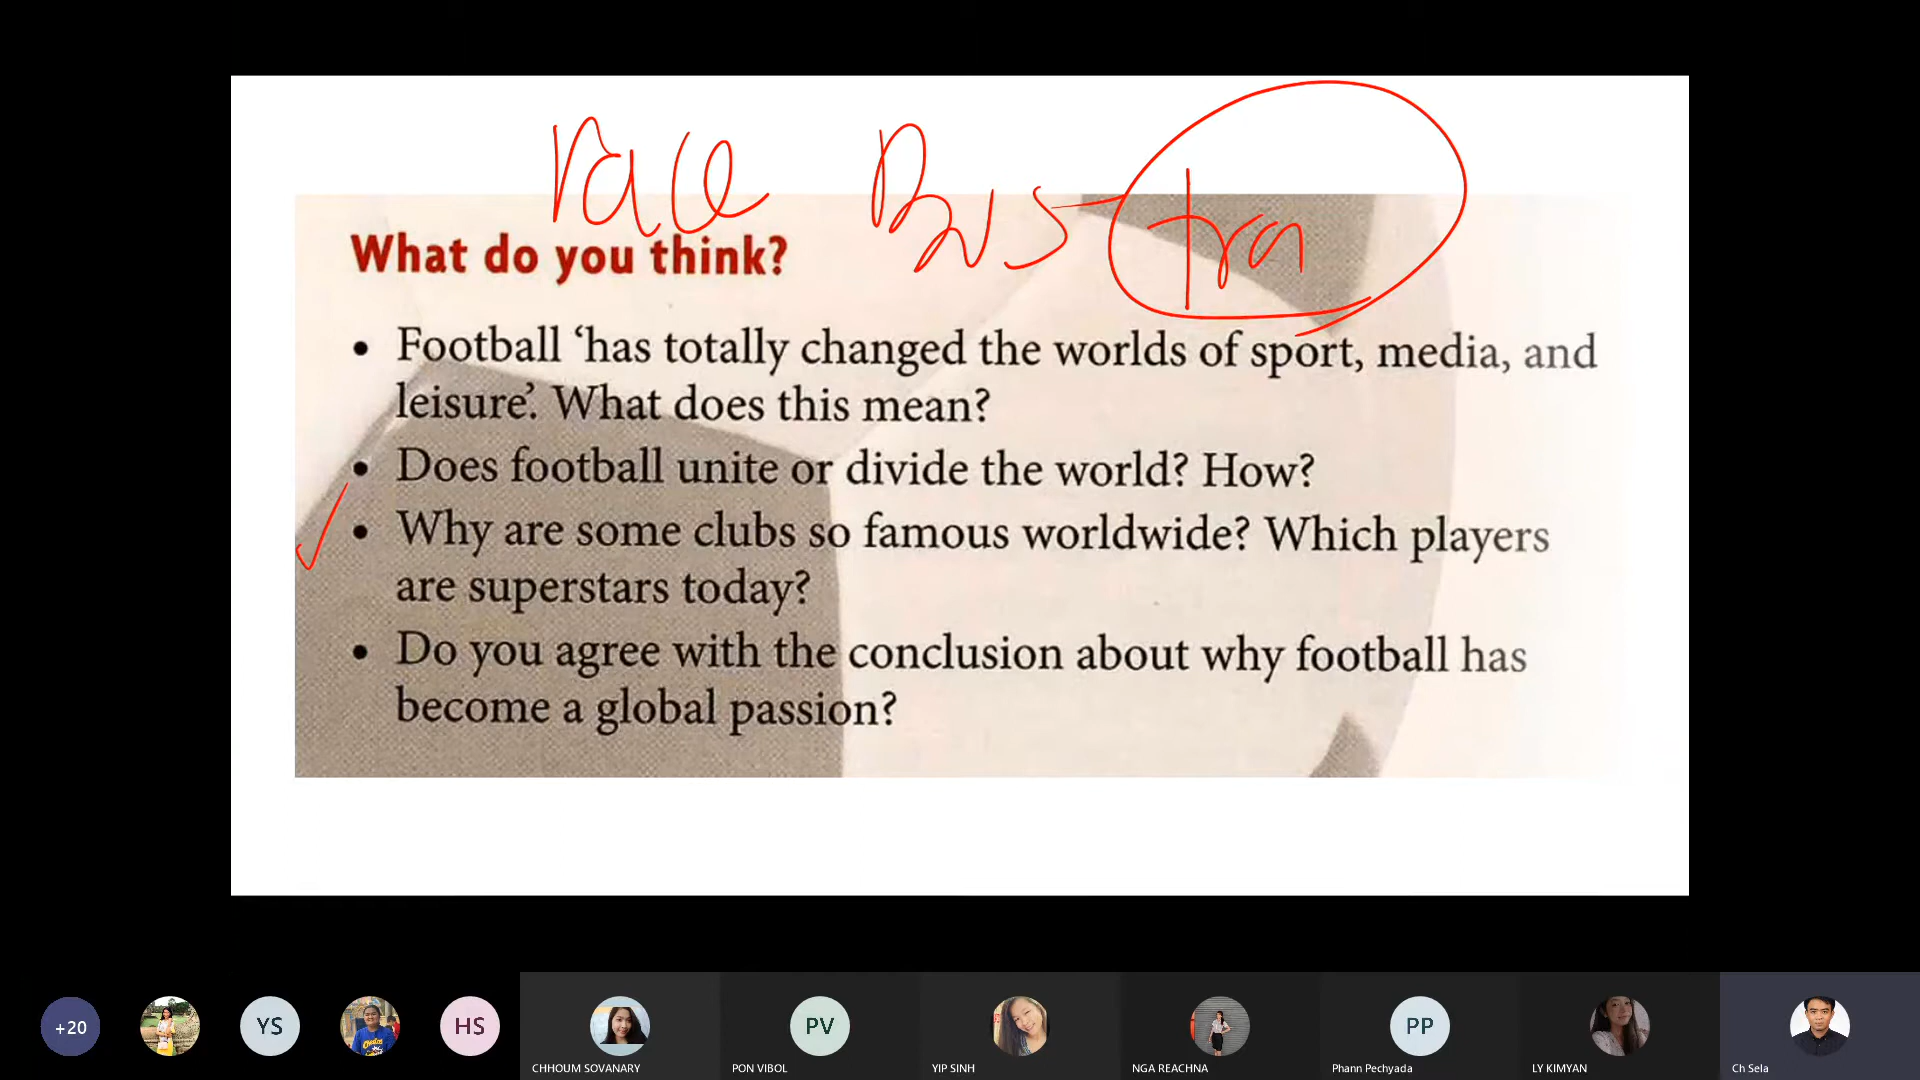 race Bus tra
What do you think?
• Football ‘has totally changed the worlds of sport, media, and
leisure’. What does this mean?
• Does football unite or divide the world? How?
• Why are some clubs so famous worldwide? Which players
are superstars today?
• Do you agree with the conclusion about why football has
become a global passion?
+20 YS HS PV PP
CHHOUM SOVANARY PON VIBOL YIP SINH NGA REACHNA Phann Pechyada LY KIMYAN Ch Sela